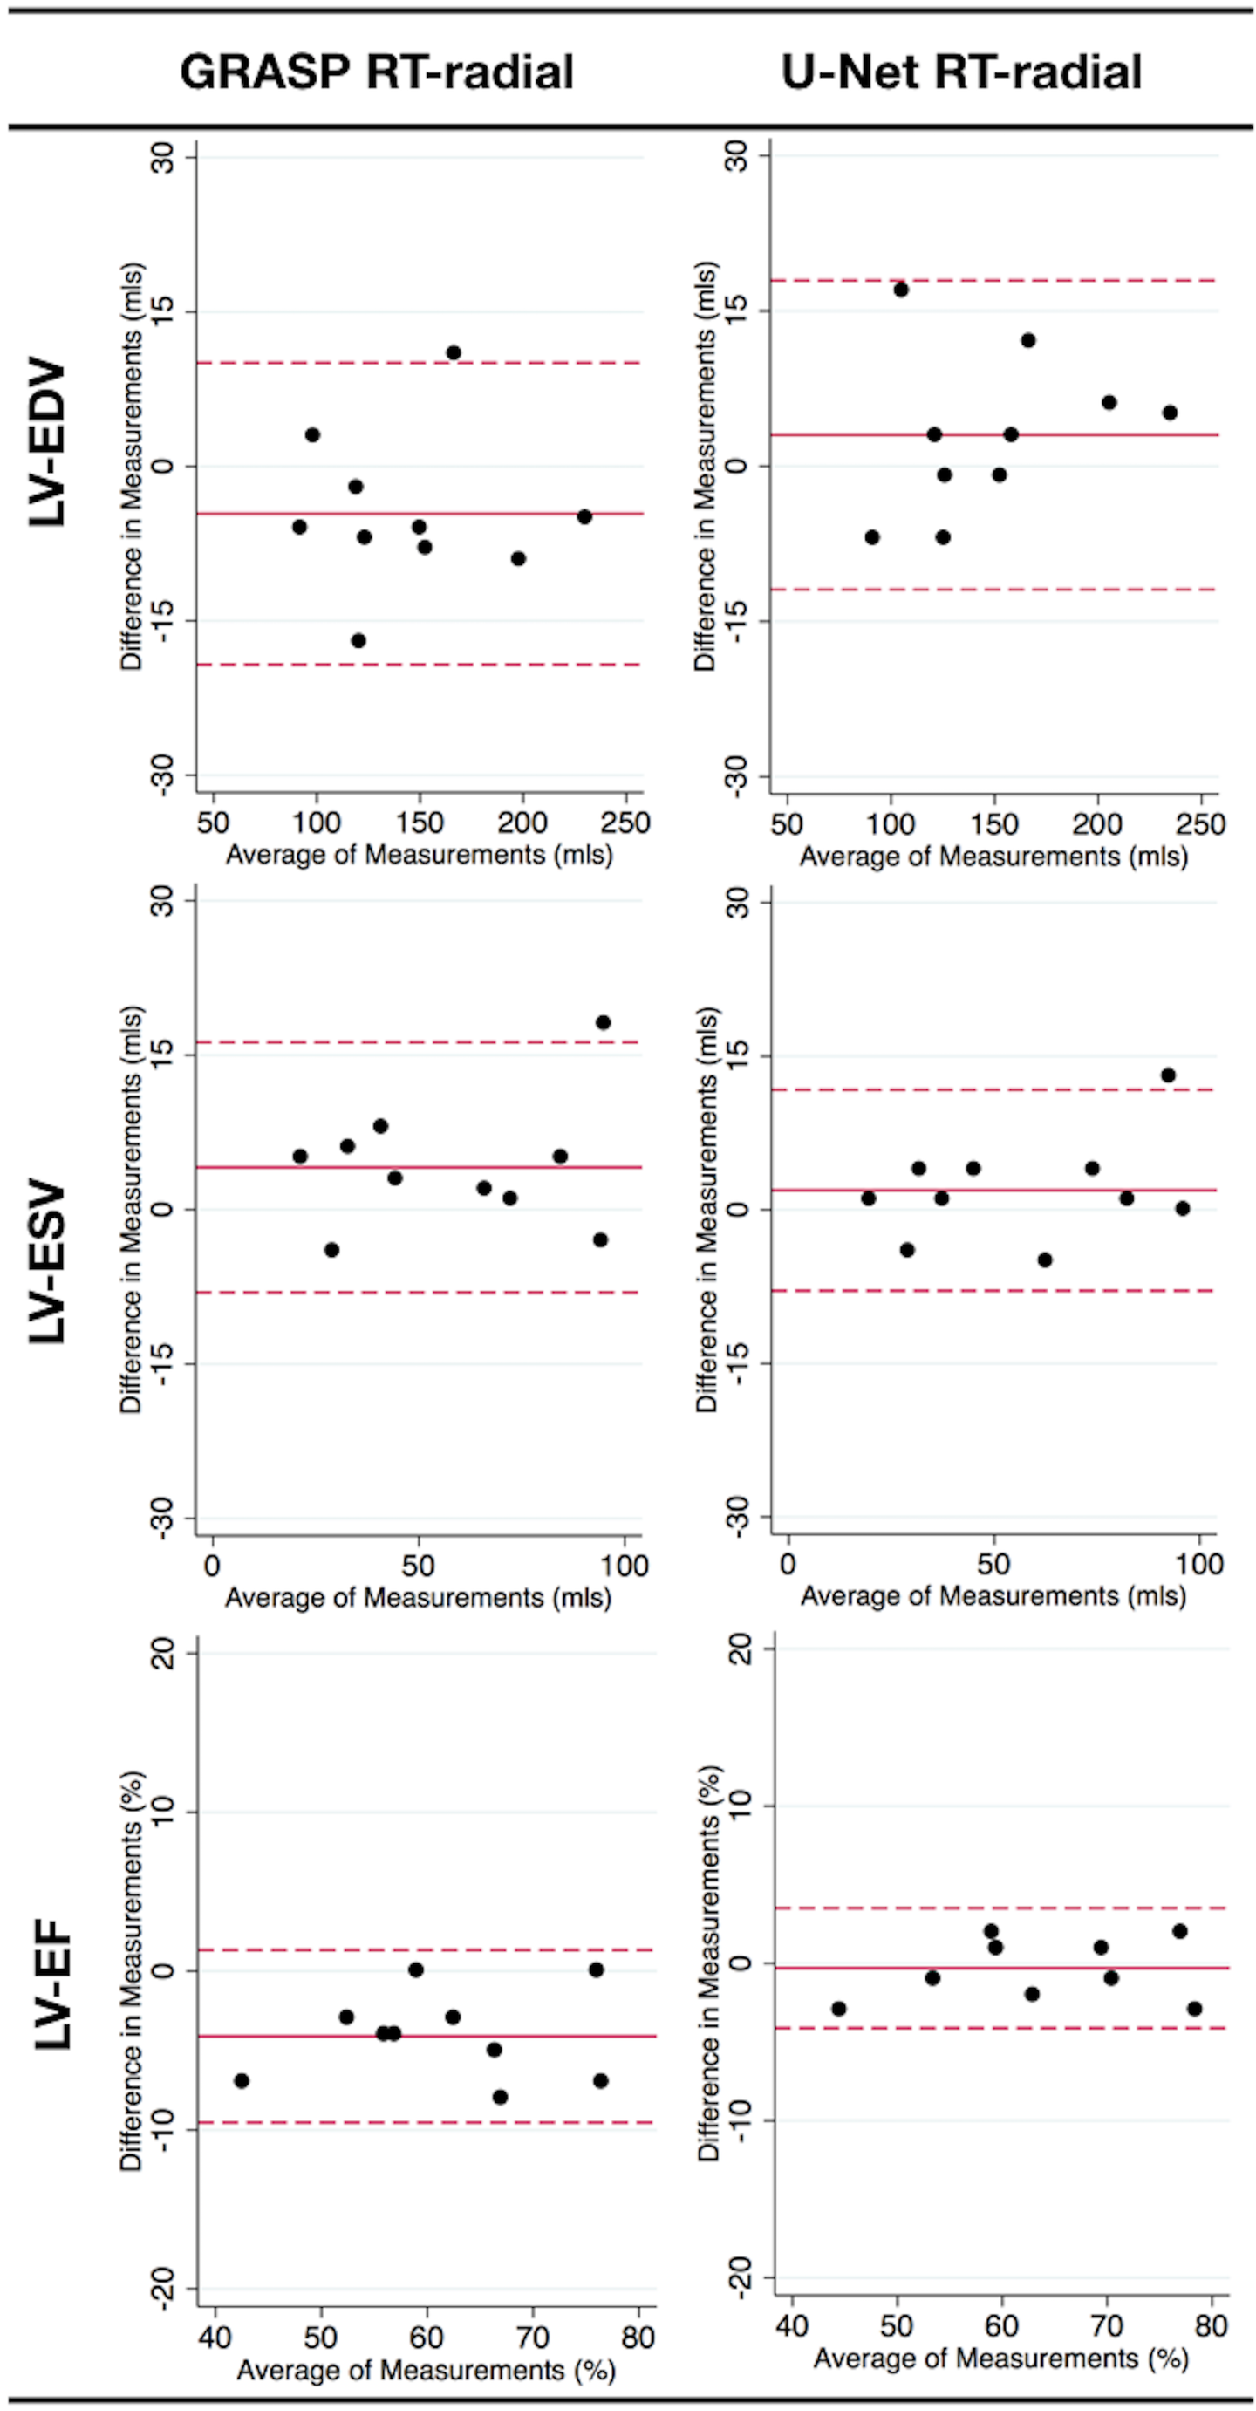 GRASP RT-radial
U-Net RT-radial
LV-EDV
Difference in Measurements (mls)
30
15
0
-15
-30
50 100 150 200 250
Average of Measurements (mls)
Difference in Measurements (mls)
30
15
0
-15
-30
50 100 150 200 250
Average of Measurements (mls)
LV-ESV
Difference in Measurements (mls)
30
15
0
-15
-30
0 50 100
Average of Measurements (mls)
Difference in Measurements (mls)
30
15
0
-15
-30
0 50 100
Average of Measurements (mls)
LV-EF
Difference in Measurements (%)
20
10
0
-10
-20
40 50 60 70 80
Average of Measurements (%)
Difference in Measurements (%)
20
10
0
-10
-20
40 50 60 70 80
Average of Measurements (%)